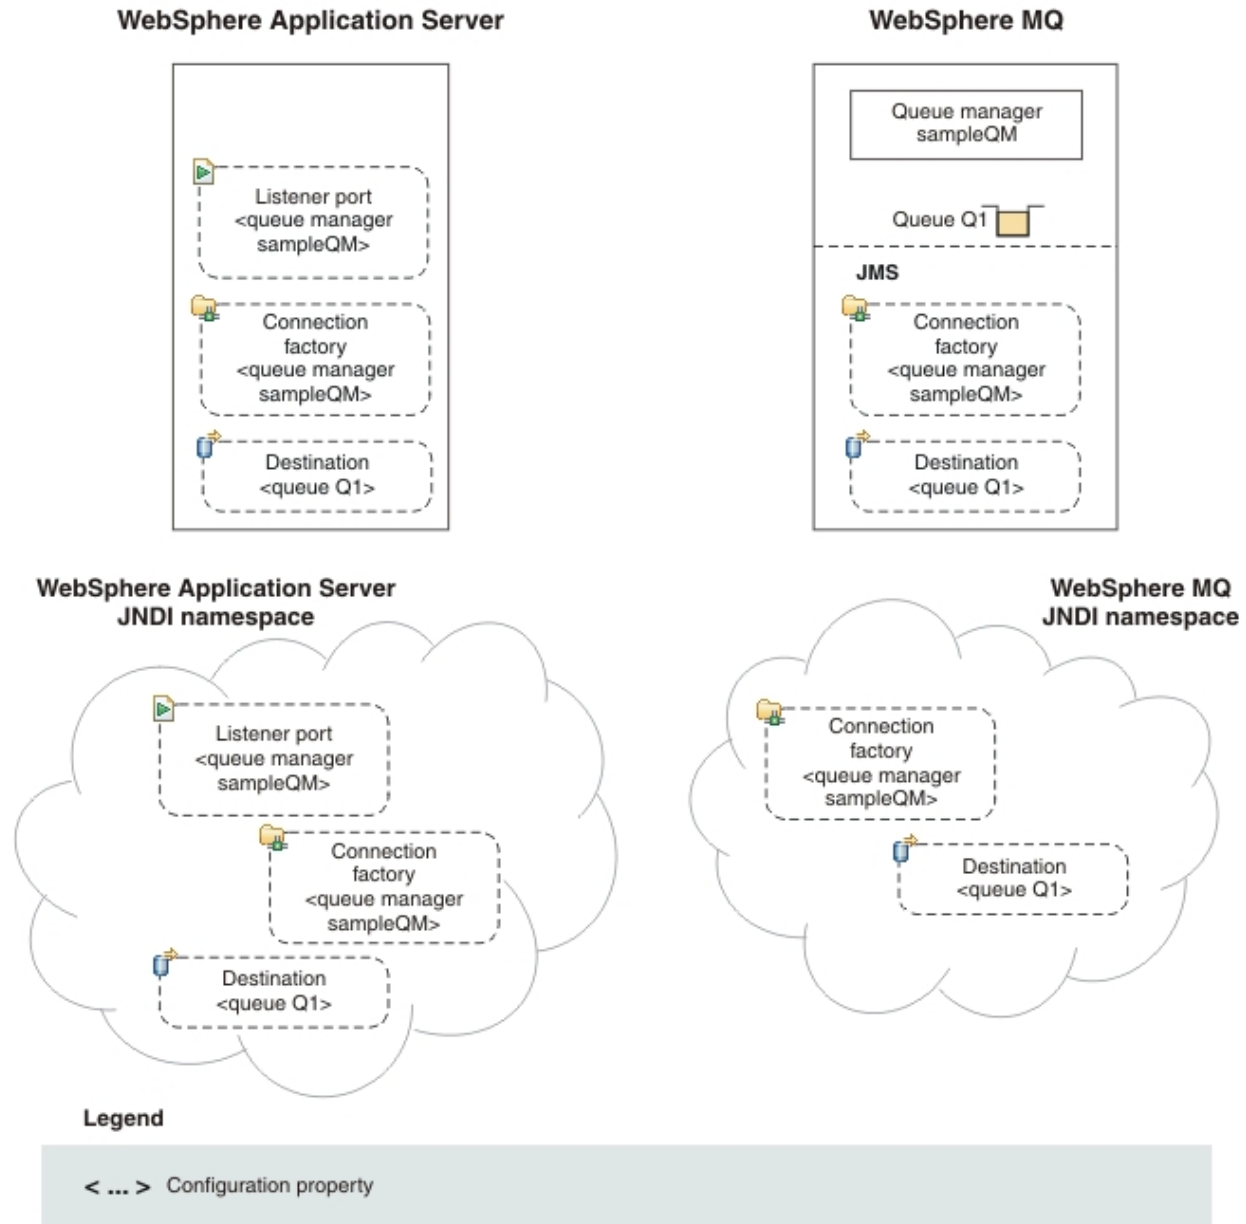 WebSphere Application Server
WebSphere MQ
Listener port
<queue manager
sampleQM>
Connection
factory
<queue manager
sampleQM>
Destination
<queue Q1>
Queue manager
sampleQM
Queue Q1
JMS
Connection
factory
<queue manager
sampleQM>
Destination
<queue Q1>
WebSphere Application Server
JNDI namespace
Listener port
<queue manager
sampleQM>
Connection
factory
<queue manager
sampleQM>
Destination
<queue Q1>
WebSphere MQ
JNDI namespace
Connection
factory
<queue manager
sampleQM>
Destination
<queue Q1>
Legend
< ... > Configuration property